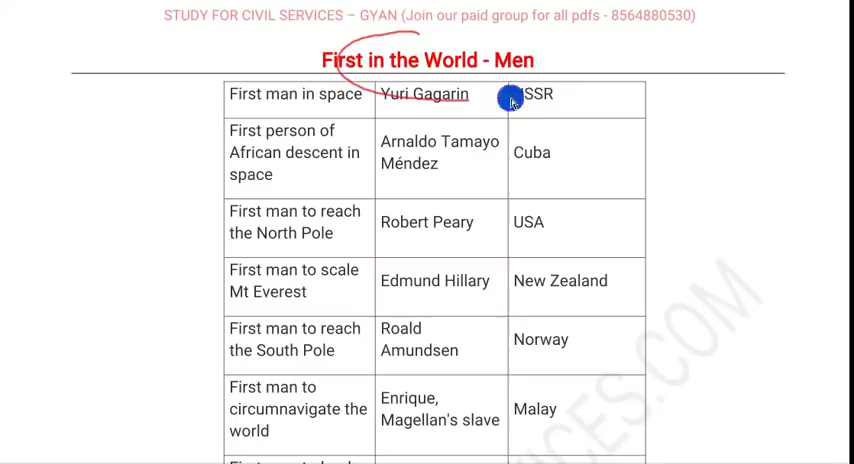 STUDY FOR CIVIL SERVICES – GYAN (Join our paid group for all pdfs - 8564880530)
First in the World - Men
First man in space
Yuri Gagarin
First person of
African descent in
space
Arnaldo Tamayo
Méndez
Cuba
First man to reach
the North Pole
Robert Peary
USA
First man to scale
Mt Everest
Edmund Hillary
New Zealand
First man to reach
the South Pole
Roald
Amundsen
Norway
First man to
circumnavigate the
world
Enrique,
Magellan's slave
Malay